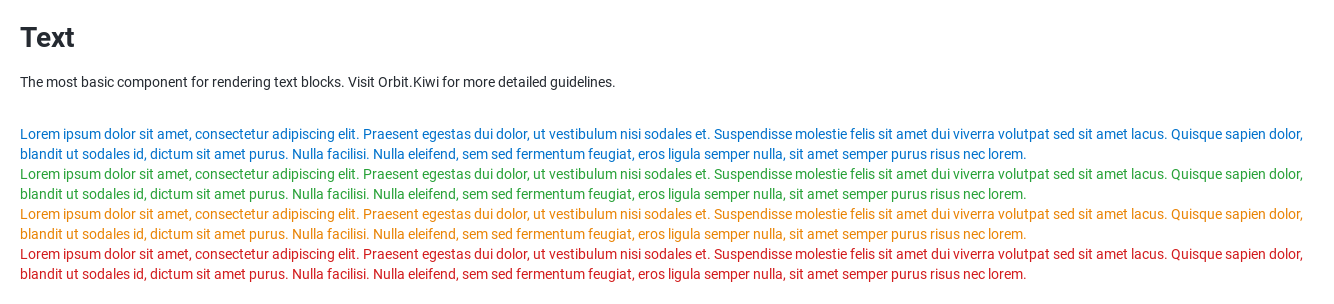 Text
The most basic component for rendering text blocks. Visit Orbit.Kiwi for more detailed guidelines.
Lorem ipsum dolor sit amet, consectetur adipiscing elit. Praesent egestas dui dolor, ut vestibulum nisi sodales et. Suspendisse molestie felis sit amet dui viverra volutpat sed sit amet lacus. Quisque sapien dolor,
blandit ut sodales id, dictum sit amet purus. Nulla facilisi. Nulla eleifend, sem sed fermentum feugiat, eros ligula semper nulla, sit amet semper purus risus nec lorem.
Lorem ipsum dolor sit amet, consectetur adipiscing elit. Praesent egestas dui dolor, ut vestibulum nisi sodales et. Suspendisse molestie felis sit amet dui viverra volutpat sed sit amet lacus. Quisque sapien dolor,
blandit ut sodales id, dictum sit amet purus. Nulla facilisi. Nulla eleifend, sem sed fermentum feugiat, eros ligula semper nulla, sit amet semper purus risus nec lorem.
Lorem ipsum dolor sit amet, consectetur adipiscing elit. Praesent egestas dui dolor, ut vestibulum nisi sodales et. Suspendisse molestie felis sit amet dui viverra volutpat sed sit amet lacus. Quisque sapien dolor,
blandit ut sodales id, dictum sit amet purus. Nulla facilisi. Nulla eleifend, sem sed fermentum feugiat, eros ligula semper nulla, sit amet semper purus risus nec lorem.
Lorem ipsum dolor sit amet, consectetur adipiscing elit. Praesent egestas dui dolor, ut vestibulum nisi sodales et. Suspendisse molestie felis sit amet dui viverra volutpat sed sit amet lacus. Quisque sapien dolor,
blandit ut sodales id, dictum sit amet purus. Nulla facilisi. Nulla eleifend, sem sed fermentum feugiat, eros ligula semper nulla, sit amet semper purus risus nec lorem.